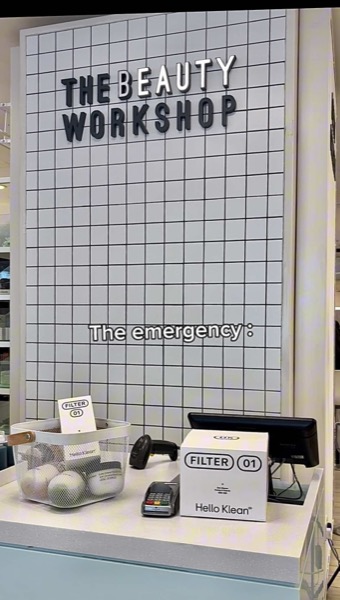 THE BEAUTY
WORKSHOP
The emergency :
FILTER
01
FILTER 01
Hello Klean®
Hello Klean®